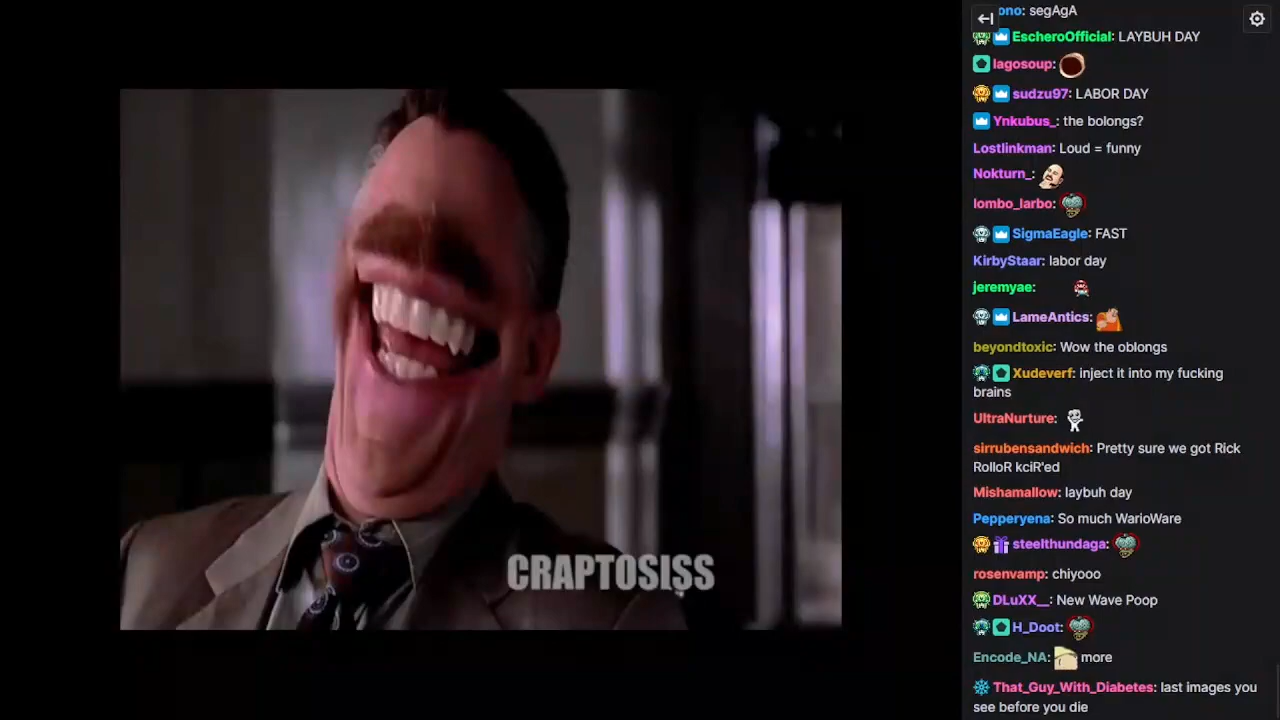 CRAPTOSISS
ono: segAgA
EscheroOfficial: LAYBUH DAY
lagosoup:
sudzu97: LABOR DAY
Ynkubus_: the bolongs?
Lostlinkman: Loud = funny
Nokturn_:
lombo_larbo:
SigmaEagle: FAST
KirbyStaar: labor day
jeremyae:
LameAntics:
beyondtoxic: Wow the oblongs
Xudeverf: inject it into my fucking
brains
UltraNurture:
sirrubensandwich: Pretty sure we got Rick
RolloR kciR'ed
Mishamallow: laybuh day
Pepperyena: So much WarioWare
steelthundaga:
rosenvamp: chiyooo
DLuXX__: New Wave Poop
H_Doot:
Encode_NA: more
That_Guy_With_Diabetes: last images you
see before you die